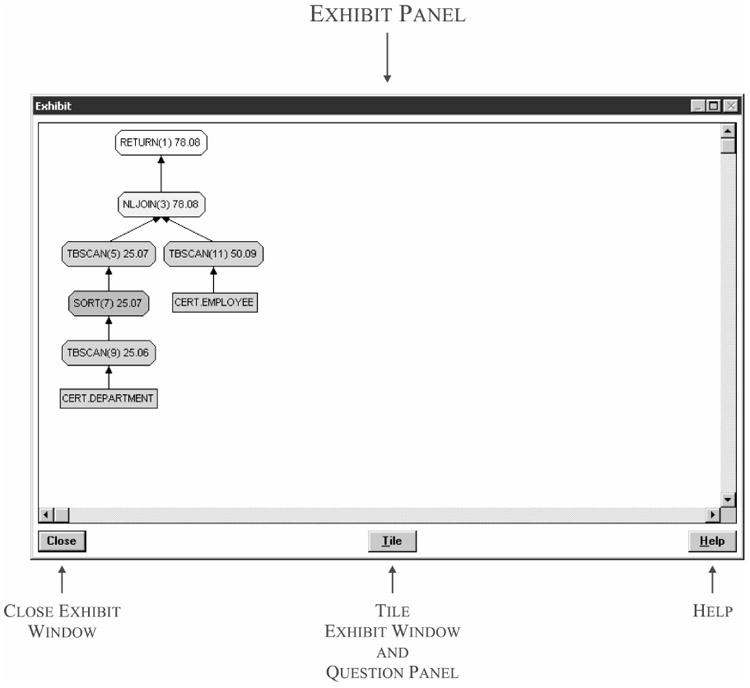 EXHIBIT PANEL
Exhibit
RETURN(1) 78.08
NLJOIN(3) 78.08
TBSCAN(5) 25.07
TBSCAN(11) 50.09
SORT(7) 25.07
CERT.EMPLOYEE
TBSCAN(9) 25.06
CERT.DEPARTMENT
Close
Tile
Help
CLOSE EXHIBIT
WINDOW
TILE
EXHIBIT WINDOW
AND
QUESTION PANEL
HELP